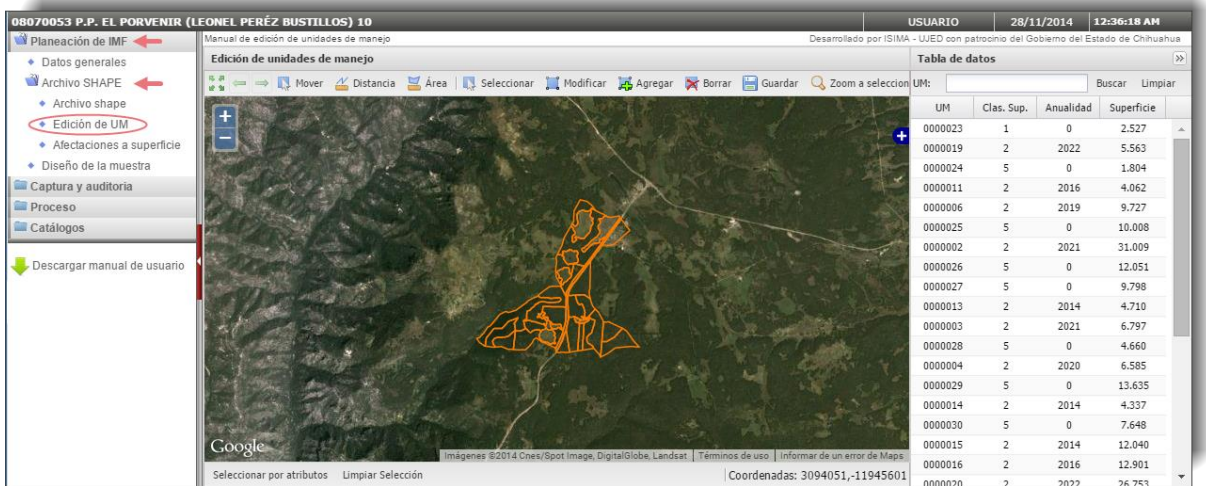 08070053 P.P. EL PORVENIR (LEONEL PERÉZ BUSTILLOS) 10 USUARIO 28/11/2014 12:36:18 AM
Planeación de IMF
Datos generales
Archivo SHAPE
Archivo shape
Edición de UM
Afectaciones a superficie
Diseño de la muestra
Captura y auditoria
Proceso
Catálogos
Descargar manual de usuario
Manual de edición de unidades de manejo Desarrollado por ISIMA - UJED con patrocinio del Gobierno del Estado de Chihuahua
Edición de unidades de manejo
Mover Distancia Área Seleccionar Modificar Agregar Borrar Guardar Zoom a seleccion
+
−
+
Google
Imágenes ©2014 Cnes/Spot Image, DigitalGlobe, Landsat Términos de uso Informar de un error de Maps
Seleccionar por atributos Limpiar Selección Coordenadas: 3094051,-11945601
Tabla de datos »
UM: Buscar Limpiar
UM Clas. Sup. Anualidad Superficie
0000023 1 0 2.527
0000019 2 2022 5.563
0000024 5 0 1.804
0000011 2 2016 4.062
0000006 2 2019 9.727
0000025 5 0 10.008
0000002 2 2021 31.009
0000026 5 0 12.051
0000027 5 0 9.798
0000013 2 2014 4.710
0000003 2 2021 6.797
0000028 5 0 4.660
0000004 2 2020 6.585
0000029 5 0 13.635
0000014 2 2014 4.337
0000030 5 0 7.648
0000015 2 2014 12.040
0000016 2 2016 12.901
0000020 2 2022 26.753